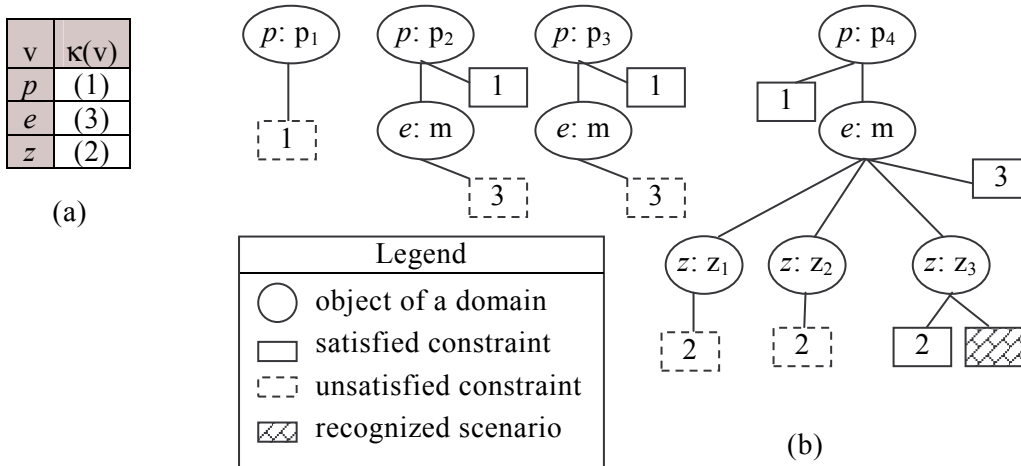 v κ(v)
p (1)
e (3)
z (2)
(a)
p: p₁
1
p: p₂
1
e: m
3
p: p₃
1
e: m
3
p: p₄
1
e: m
3
z: z₁
2
z: z₂
2
z: z₃
2
Legend
object of a domain
satisfied constraint
unsatisfied constraint
recognized scenario
(b)